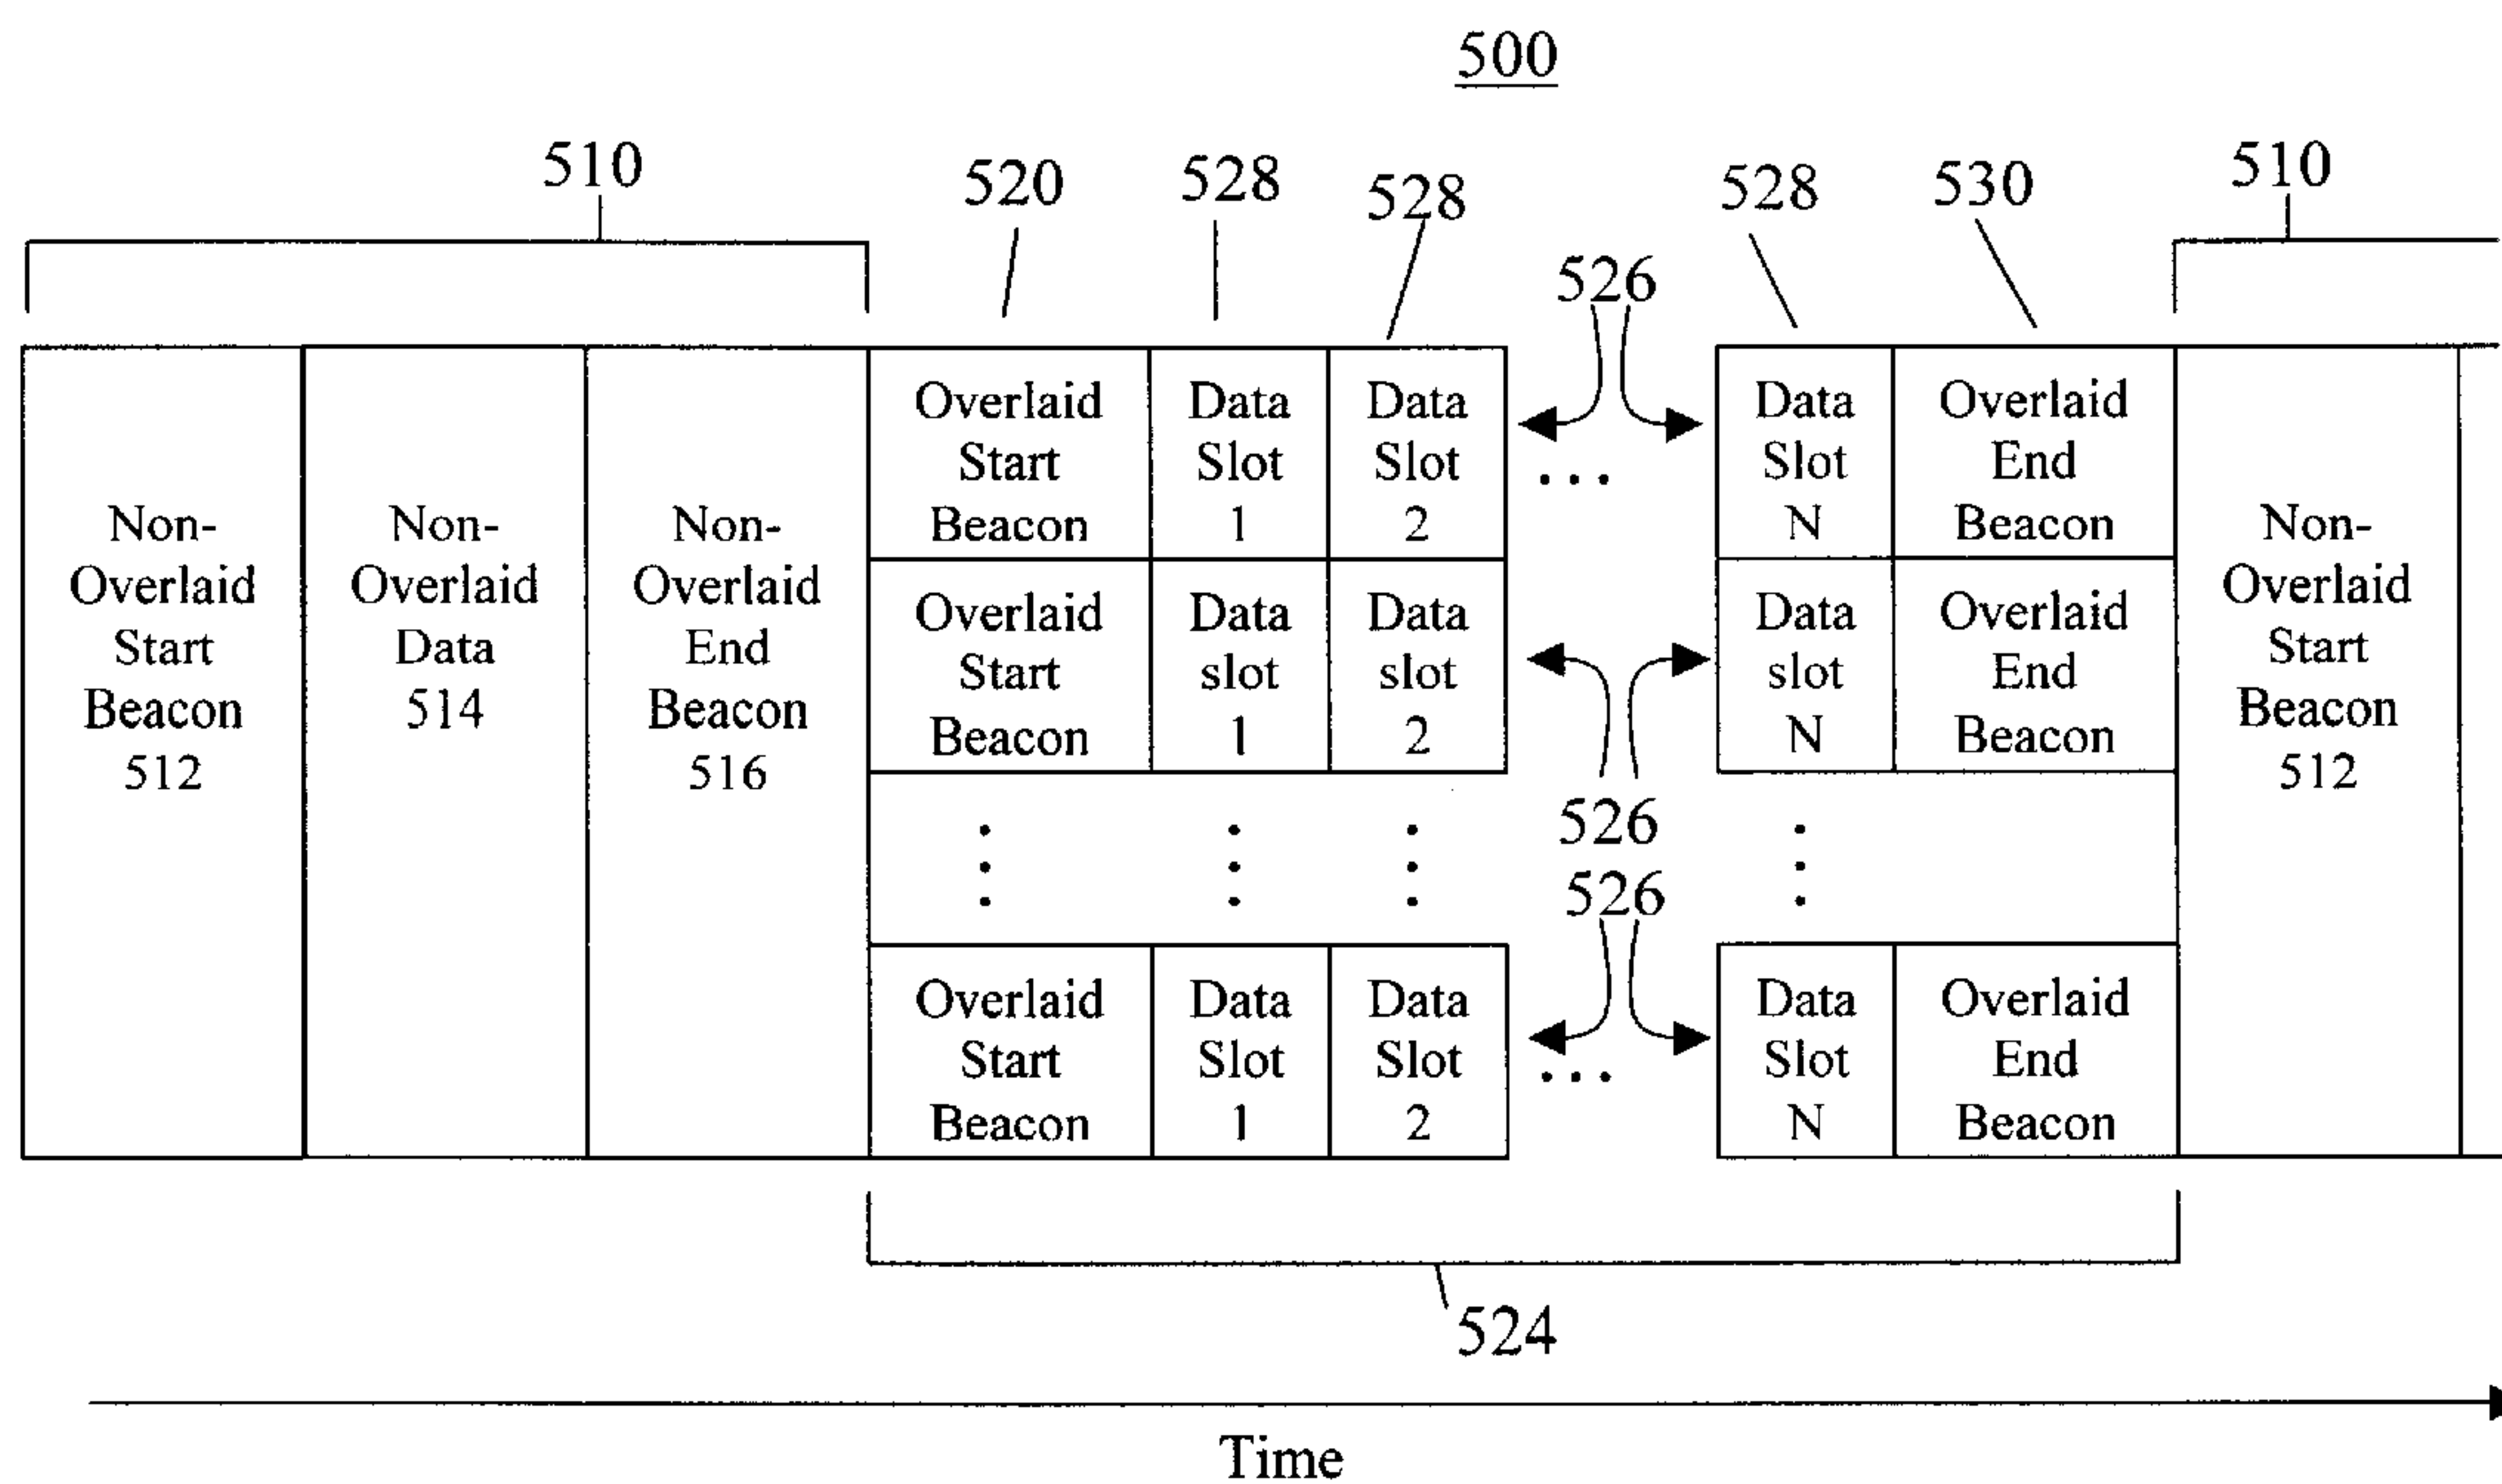 500
510 520 528 528 528 530 510
526
Non-
Overlaid
Start
Beacon
512
Non-
Overlaid
Data
514
Non-
Overlaid
End
Beacon
516
Overlaid
Start
Beacon
Data
Slot
1
Data
Slot
2
...
Data
Slot
N
Overlaid
End
Beacon
Overlaid
Start
Beacon
Data
slot
1
Data
slot
2
Data
slot
N
Overlaid
End
Beacon
526
526
Overlaid
Start
Beacon
Data
Slot
1
Data
Slot
2
...
Data
Slot
N
Overlaid
End
Beacon
Non-
Overlaid
Start
Beacon
512
524
Time